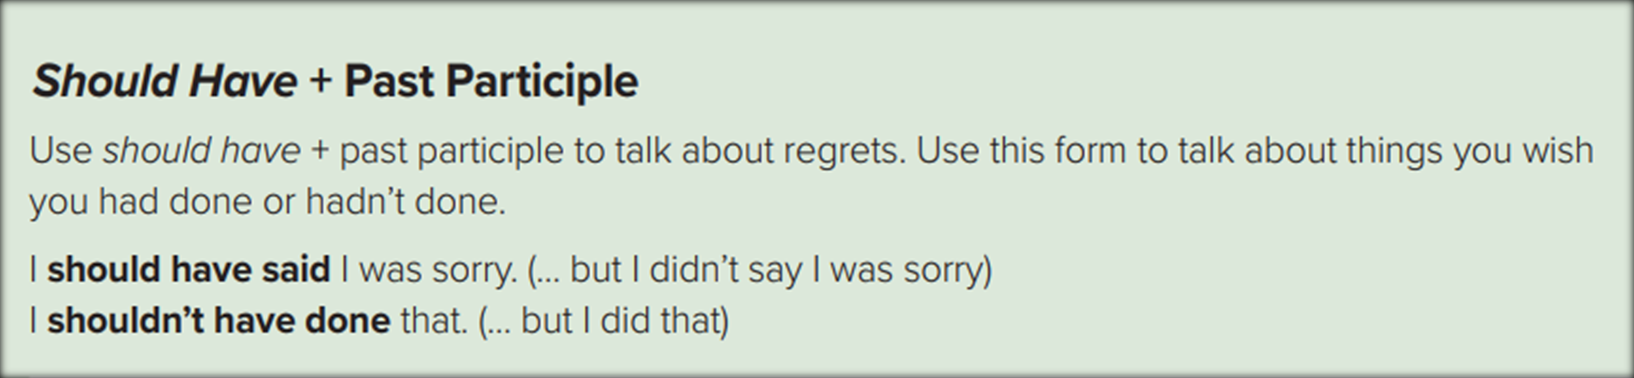 Should Have + Past Participle
Use should have + past participle to talk about regrets. Use this form to talk about things you wish
you had done or hadn’t done.
I should have said I was sorry. (... but I didn’t say I was sorry)
I shouldn’t have done that. (... but I did that)